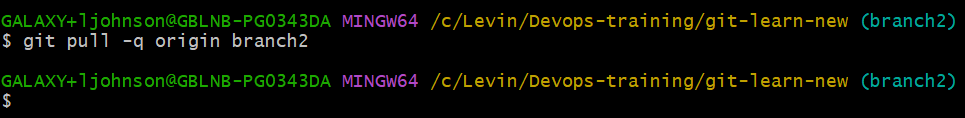 GALAXY+ljohnson@GBLNB-PG0343DA MINGW64 /c/Levin/Devops-training/git-learn-new (branch2)
$ git pull -q origin branch2
GALAXY+ljohnson@GBLNB-PG0343DA MINGW64 /c/Levin/Devops-training/git-learn-new (branch2)
$